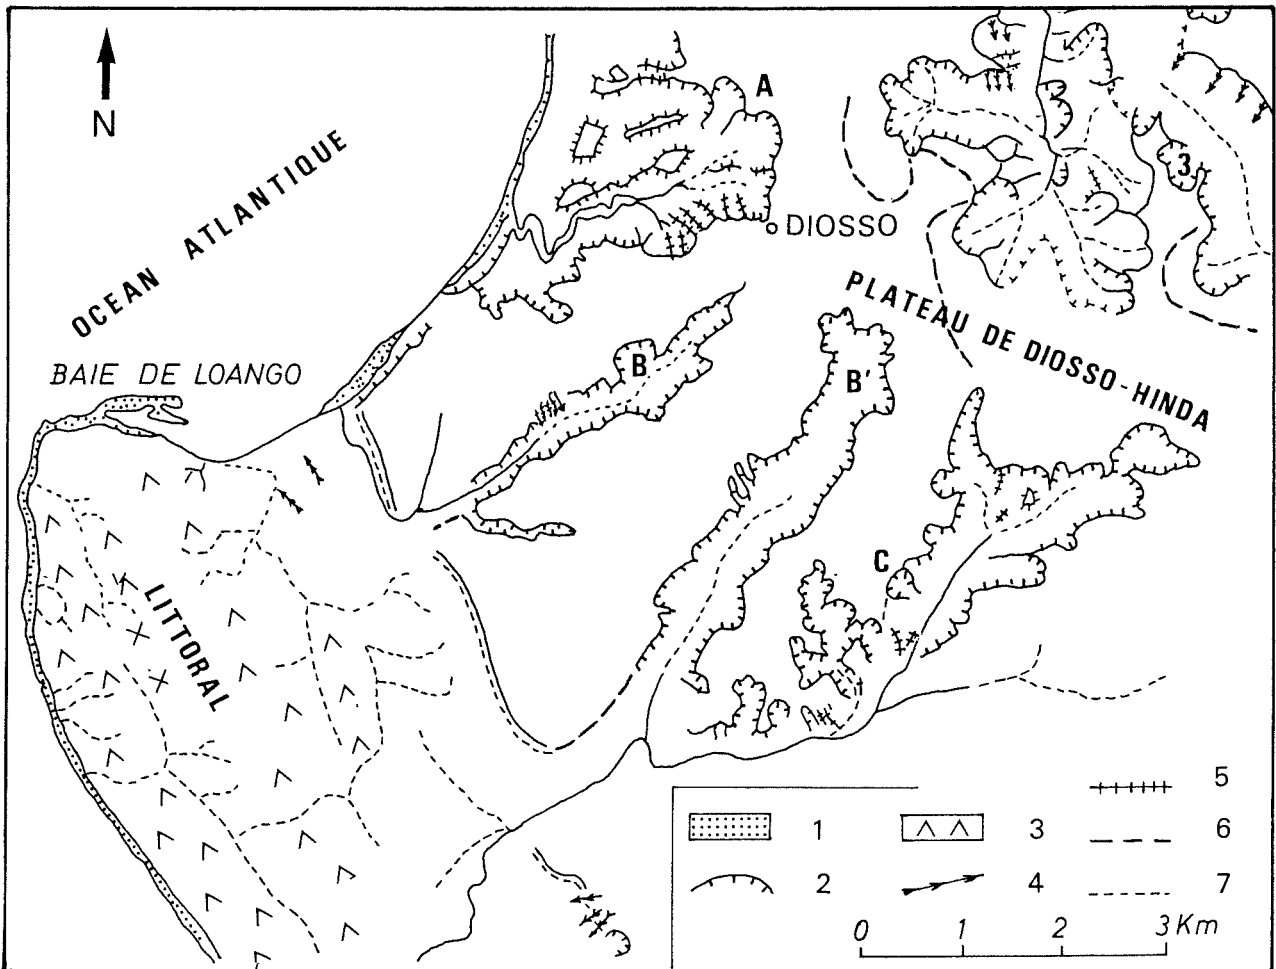 N
OCEAN ATLANTIQUE
BAIE DE LOANGO
LITTORAL
A
DIOSSO
3
PLATEAU DE DIOSSO-HINDA
B
B'
C
1
2
3
4
5
6
7
0 1 2 3 Km